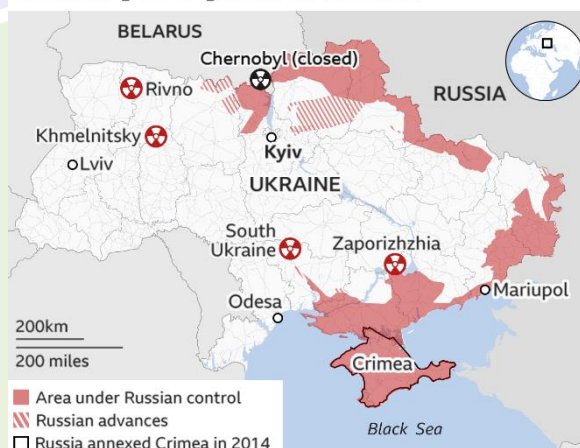 BELARUS
Chernobyl (closed)
Rivno
RUSSIA
Khmelnitsky
Kyiv
Lviv
UKRAINE
South
Ukraine
Zaporizhzhia
Mariupol
Odesa
200km
200 miles
Crimea
Area under Russian control
Russian advances
Black Sea
Russia annexed Crimea in 2014